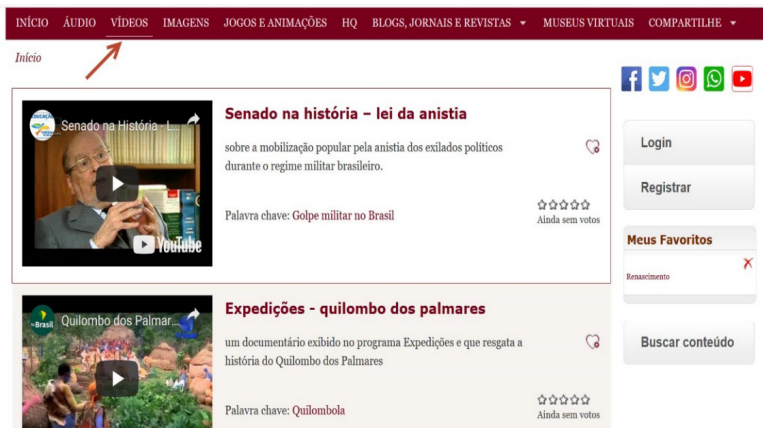 INÍCIO ÁUDIO VÍDEOS IMAGENS JOGOS E ANIMAÇÕES HQ BLOGS, JORNAIS E REVISTAS MUSEUS VIRTUAIS COMPARTILHE
Início
EDUCAÇÃO
Senado na História - L...
YouTube
Senado na história – lei da anistia
sobre a mobilização popular pela anistia dos exilados políticos
durante o regime militar brasileiro.
Palavra chave: Golpe militar no Brasil
Ainda sem votos
Brasil
Quilombo dos Palmar...
Expedições - quilombo dos palmares
um documentário exibido no programa Expedições e que resgata a
história do Quilombo dos Palmares
Palavra chave: Quilombola
Ainda sem votos
Login
Registrar
Meus Favoritos
Renascimento
Buscar conteúdo